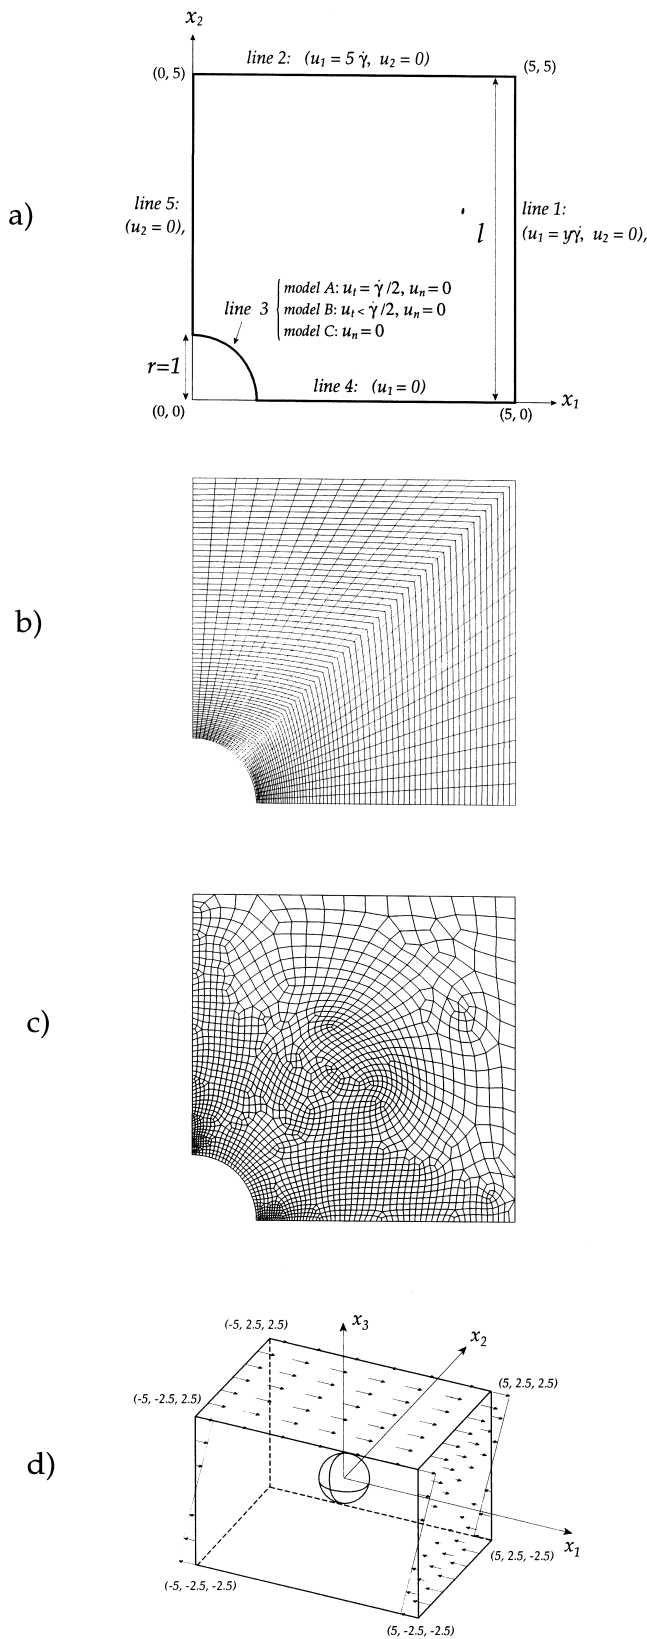 x₂
line 2: (u₁ = 5 γ̇, u₂ = 0)
(0, 5)
(5, 5)
a)
line 5:
(u₂ = 0),
l
line 1:
(u₁ = yγ̇, u₂ = 0),
line 3
model A: uₜ = γ̇ /2, uₙ = 0
model B: uₜ < γ̇ /2, uₙ = 0
model C: uₙ = 0
r=1
line 4: (u₁ = 0)
(0, 0)
(5, 0)
x₁
b)
c)
d)
x₃
(-5, 2.5, 2.5)
x₂
(5, 2.5, 2.5)
(-5, -2.5, 2.5)
x₁
(5, 2.5, -2.5)
(-5, -2.5, -2.5)
(5, -2.5, -2.5)